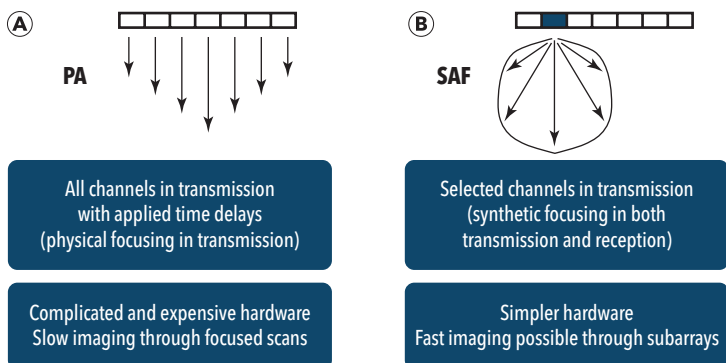 A
PA
All channels in transmission
with applied time delays
(physical focusing in transmission)
Complicated and expensive hardware
Slow imaging through focused scans
B
SAF
Selected channels in transmission
(synthetic focusing in both
transmission and reception)
Simpler hardware
Fast imaging possible through subarrays